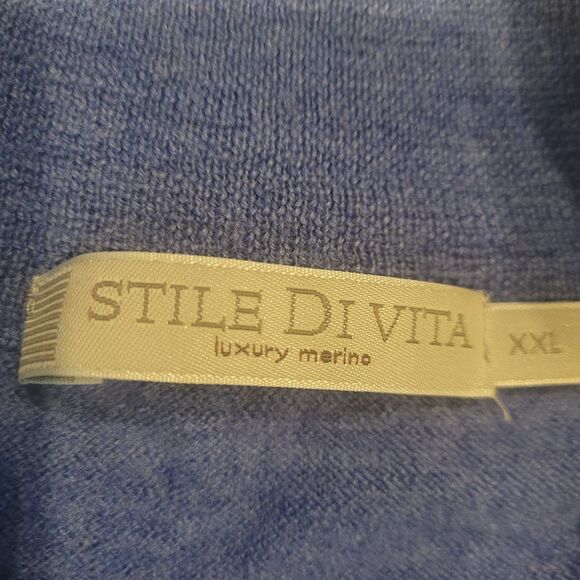 STILE DI VITA
luxury merino
XXL